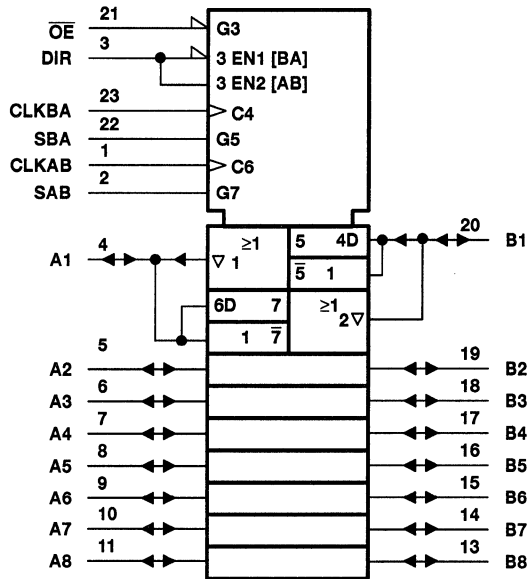 21
O̅E̅ G3
3
DIR 3 EN1 [BA]
3 EN2 [AB]
23
CLKBA C4
22
SBA G5
1
CLKAB C6
2
SAB G7
4 ≥1 5 4D 20
A1 ▽ 1 B1
5̅ 1
6D 7 ≥1
2 ▽
1 7̅
5 19
A2 B2
6 18
A3 B3
7 17
A4 B4
8 16
A5 B5
9 15
A6 B6
10 14
A7 B7
11 13
A8 B8